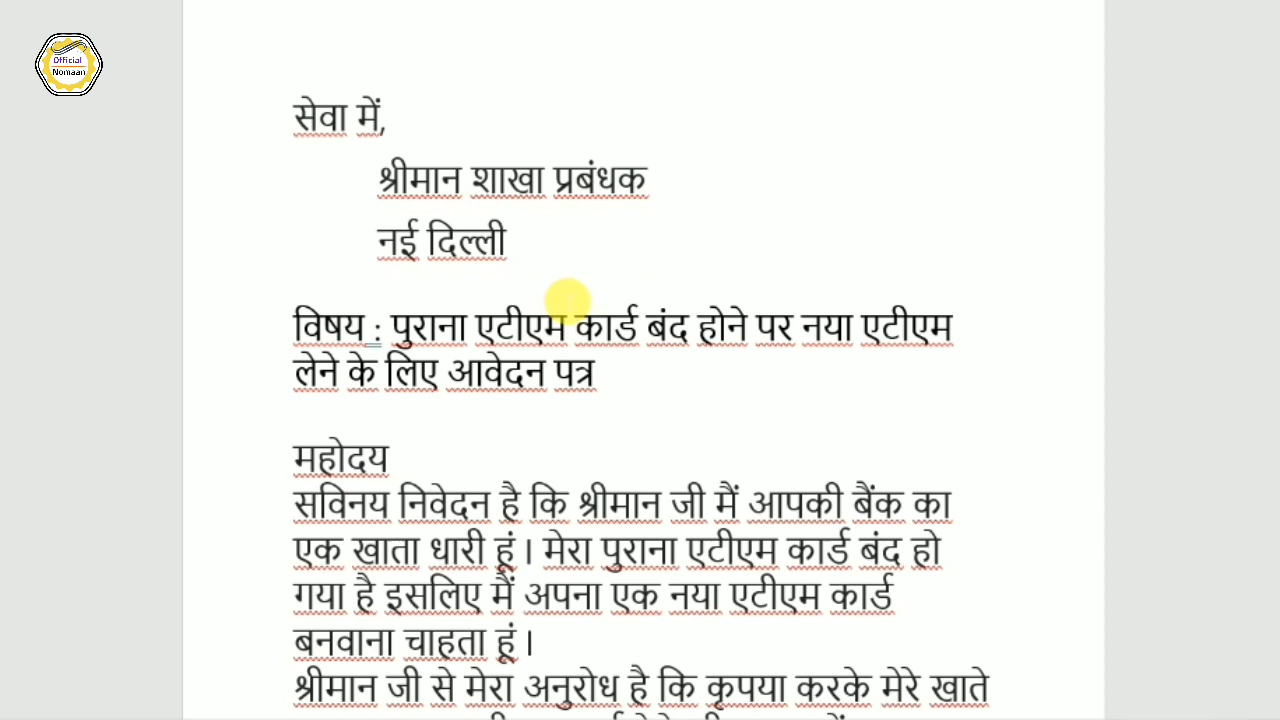 Official
Nomaan
सेवा में,
श्रीमान शाखा प्रबंधक
नई दिल्ली
विषय : पुराना एटीएम कार्ड बंद होने पर नया एटीएम
लेने के लिए आवेदन पत्र
महोदय
सविनय निवेदन है कि श्रीमान जी मैं आपकी बैंक का
एक खाता धारी हूं। मेरा पुराना एटीएम कार्ड बंद हो
गया है इसलिए मैं अपना एक नया एटीएम कार्ड
बनवाना चाहता हूं।
श्रीमान जी से मेरा अनुरोध है कि कृपया करके मेरे खाते